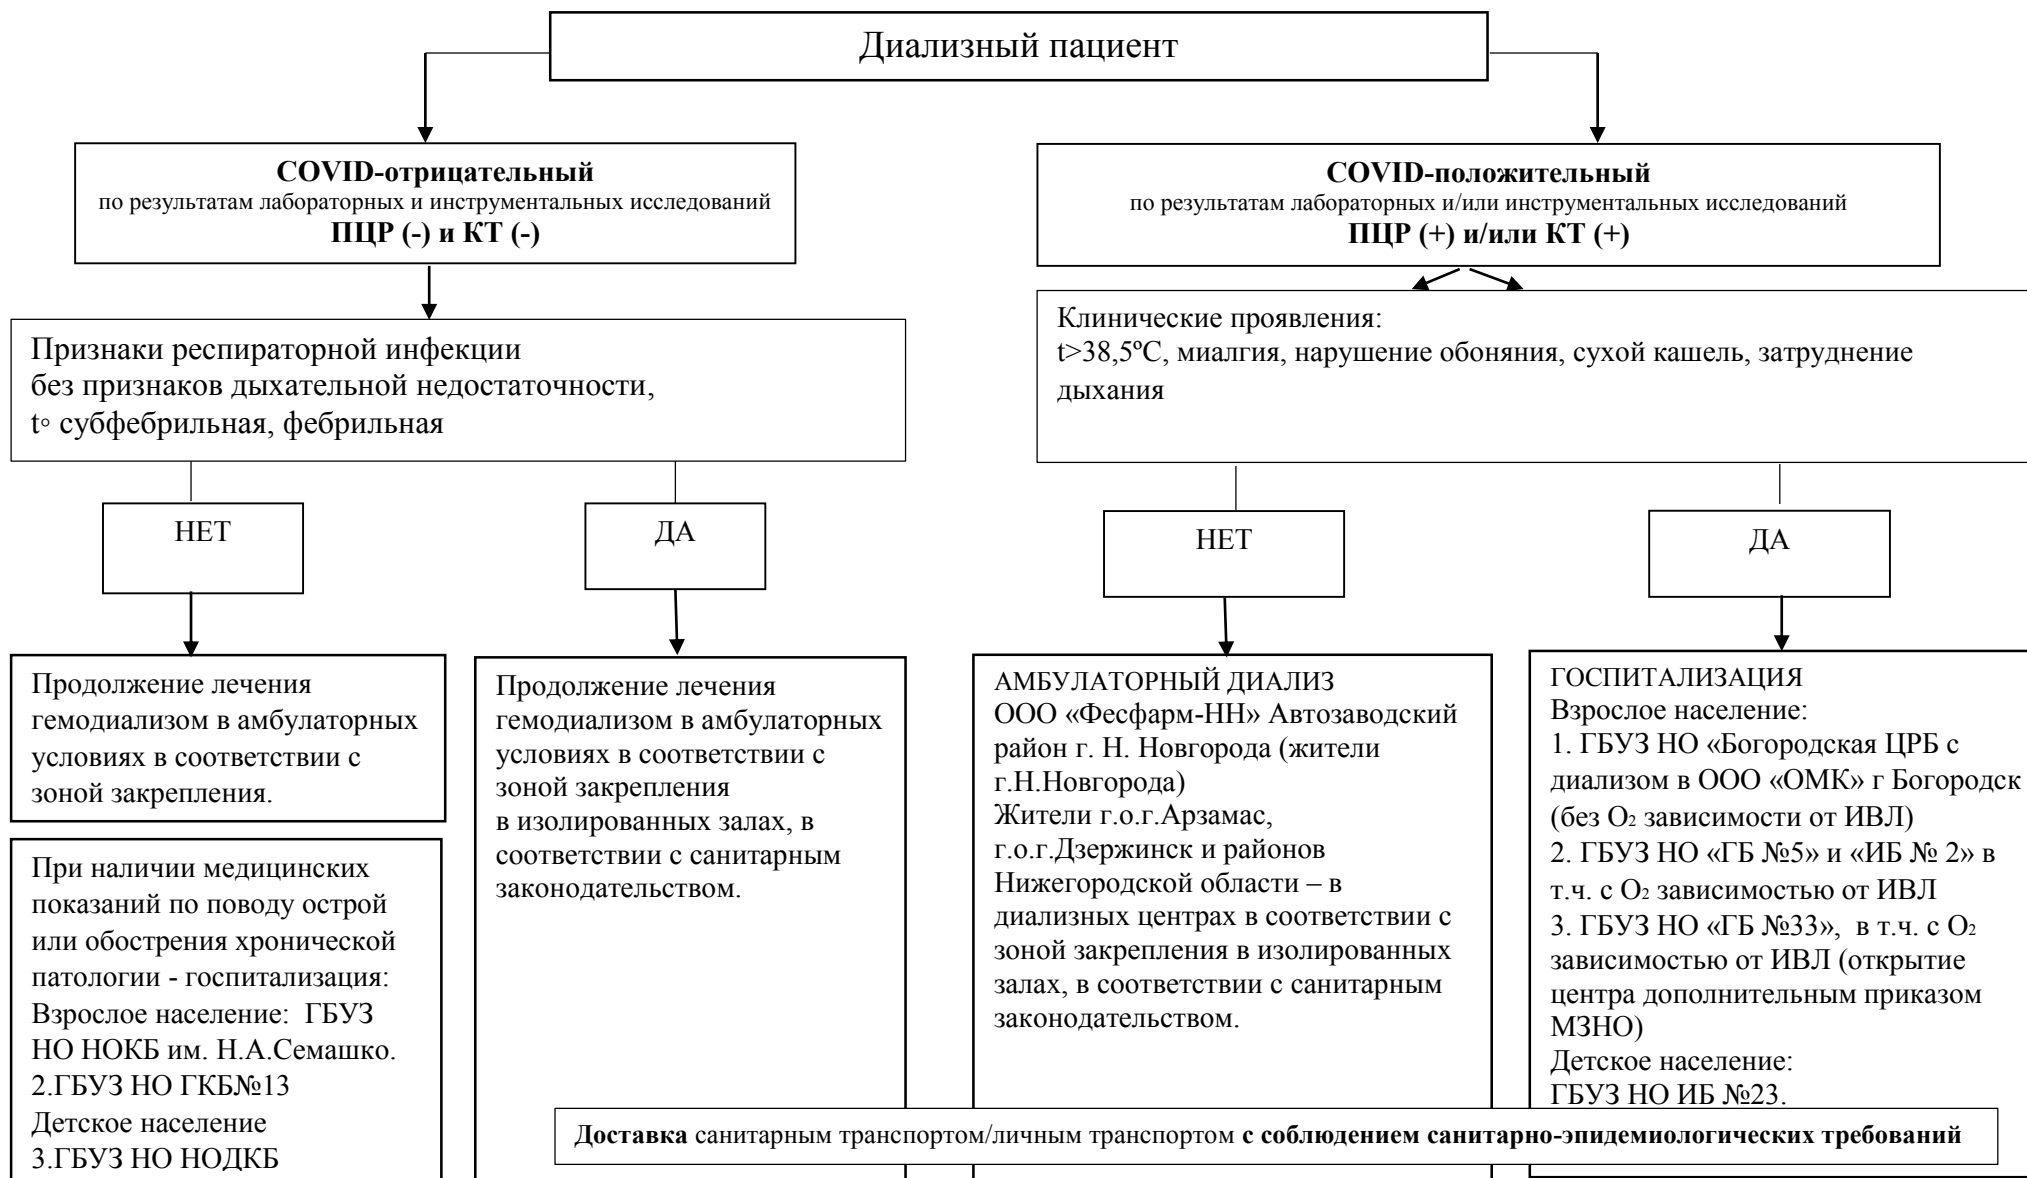 Диализный пациент
COVID-отрицательный
по результатам лабораторных и инструментальных исследований
ПЦР (-) и КТ (-)
COVID-положительный
по результатам лабораторных и/или инструментальных исследований
ПЦР (+) и/или КТ (+)
Признаки респираторной инфекции
без признаков дыхательной недостаточности,
t◦ субфебрильная, фебрильная
Клинические проявления:
t>38,5ºС, миалгия, нарушение обоняния, сухой кашель, затруднение
дыхания
НЕТ
ДА
НЕТ
ДА
Продолжение лечения
гемодиализом в амбулаторных
условиях в соответствии с
зоной закрепления.
При наличии медицинских
показаний по поводу острой
или обострения хронической
патологии - госпитализация:
Взрослое население: ГБУЗ
НО НОКБ им. Н.А.Семашко.
2.ГБУЗ НО ГКБ№13
Детское население
3.ГБУЗ НО НОДКБ
Продолжение лечения
гемодиализом в амбулаторных
условиях в соответствии с
зоной закрепления
в изолированных залах, в
соответствии с санитарным
законодательством.
АМБУЛАТОРНЫЙ ДИАЛИЗ
ООО «Фесфарм-НН» Автозаводский
район г. Н. Новгорода (жители
г.Н.Новгорода)
Жители г.о.г.Арзамас,
г.о.г.Дзержинск и районов
Нижегородской области – в
диализных центрах в соответствии с
зоной закрепления в изолированных
залах, в соответствии с санитарным
законодательством.
ГОСПИТАЛИЗАЦИЯ
Взрослое население:
1. ГБУЗ НО «Богородская ЦРБ с
диализом в ООО «ОМК» г Богородск
(без О₂ зависимости от ИВЛ)
2. ГБУЗ НО «ГБ №5» и «ИБ № 2» в
т.ч. с О₂ зависимостью от ИВЛ
3. ГБУЗ НО «ГБ №33», в т.ч. с О₂
зависимостью от ИВЛ (открытие
центра дополнительным приказом
МЗНО)
Детское население:
ГБУЗ НО ИБ №23.
Доставка санитарным транспортом/личным транспортом с соблюдением санитарно-эпидемиологических требований